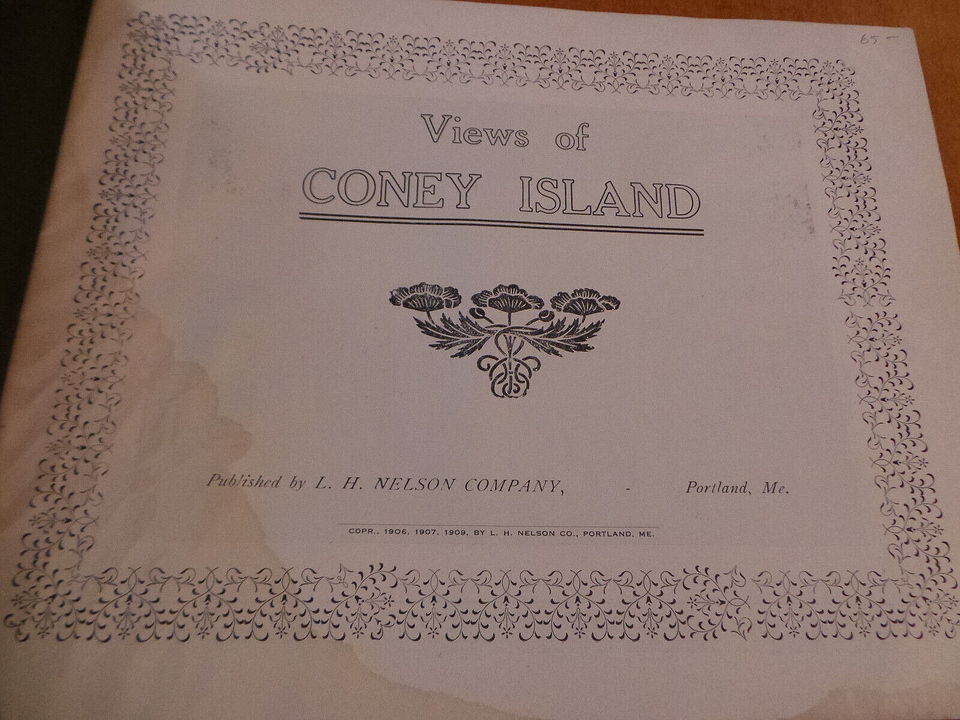 65 -
Views of
CONEY ISLAND
Published by L. H. NELSON COMPANY, - Portland, Me.
COPR., 1906, 1907, 1909, BY L. H. NELSON CO., PORTLAND, ME.